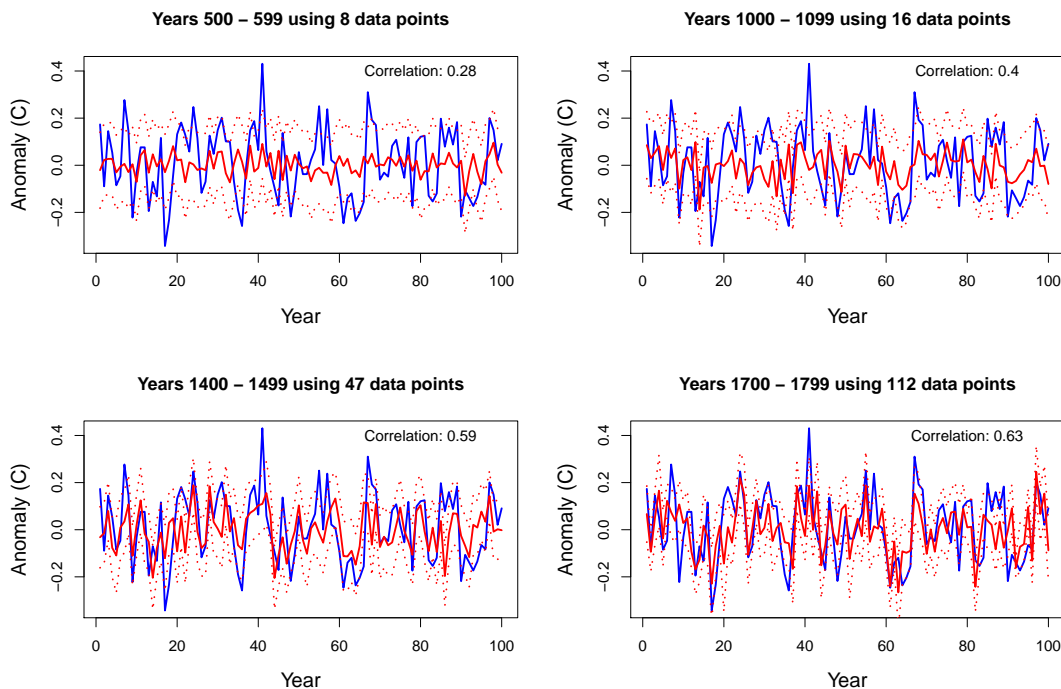 Years 500 − 599 using 8 data points
Correlation: 0.28
Anomaly (C)
0.4
0.2
0.0
−0.2
0 20 40 60 80 100
Year
Years 1000 − 1099 using 16 data points
Correlation: 0.4
Anomaly (C)
0.4
0.2
0.0
−0.2
0 20 40 60 80 100
Year
Years 1400 − 1499 using 47 data points
Correlation: 0.59
Anomaly (C)
0.4
0.2
0.0
−0.2
0 20 40 60 80 100
Year
Years 1700 − 1799 using 112 data points
Correlation: 0.63
Anomaly (C)
0.4
0.2
0.0
−0.2
0 20 40 60 80 100
Year